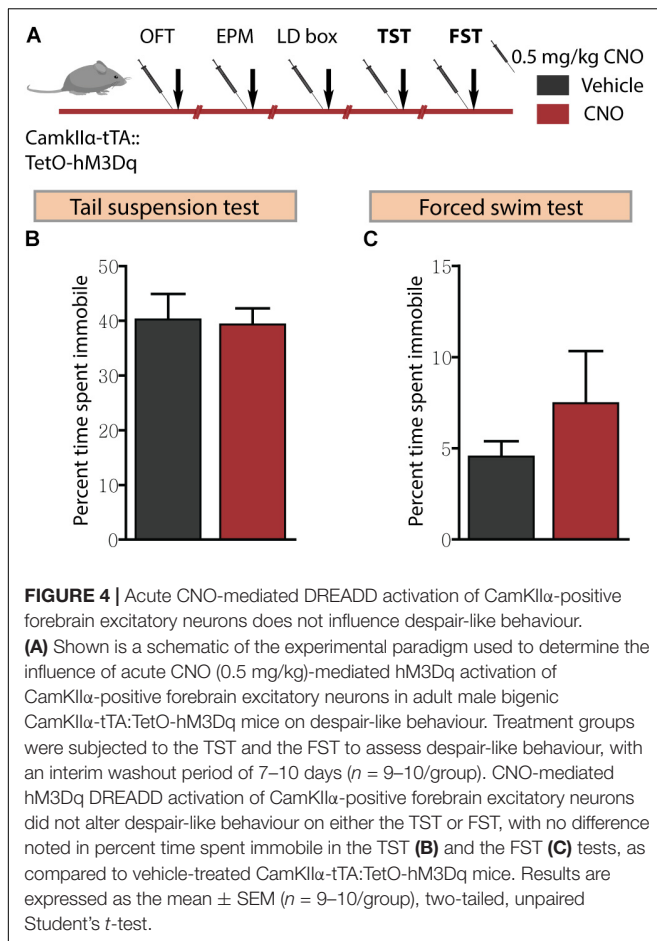 A
OFT EPM LD box TST FST
0.5 mg/kg CNO
Vehicle
CNO
CamkIIα-tTA::
TetO-hM3Dq
Tail suspension test
Forced swim test
B
Percent time spent immobile
50
40
30
20
10
0
C
Percent time spent immobile
15
10
5
0
FIGURE 4 | Acute CNO-mediated DREADD activation of CamKIIα-positive
forebrain excitatory neurons does not influence despair-like behaviour.
(A) Shown is a schematic of the experimental paradigm used to determine the
influence of acute CNO (0.5 mg/kg)-mediated hM3Dq activation of
CamKIIα-positive forebrain excitatory neurons in adult male bigenic
CamKIIα-tTA:TetO-hM3Dq mice on despair-like behaviour. Treatment groups
were subjected to the TST and the FST to assess despair-like behaviour, with
an interim washout period of 7–10 days (n = 9–10/group). CNO-mediated
hM3Dq DREADD activation of CamKIIα-positive forebrain excitatory neurons
did not alter despair-like behaviour on either the TST or FST, with no difference
noted in percent time spent immobile in the TST (B) and the FST (C) tests, as
compared to vehicle-treated CamKIIα-tTA:TetO-hM3Dq mice. Results are
expressed as the mean ± SEM (n = 9–10/group), two-tailed, unpaired
Student's t-test.